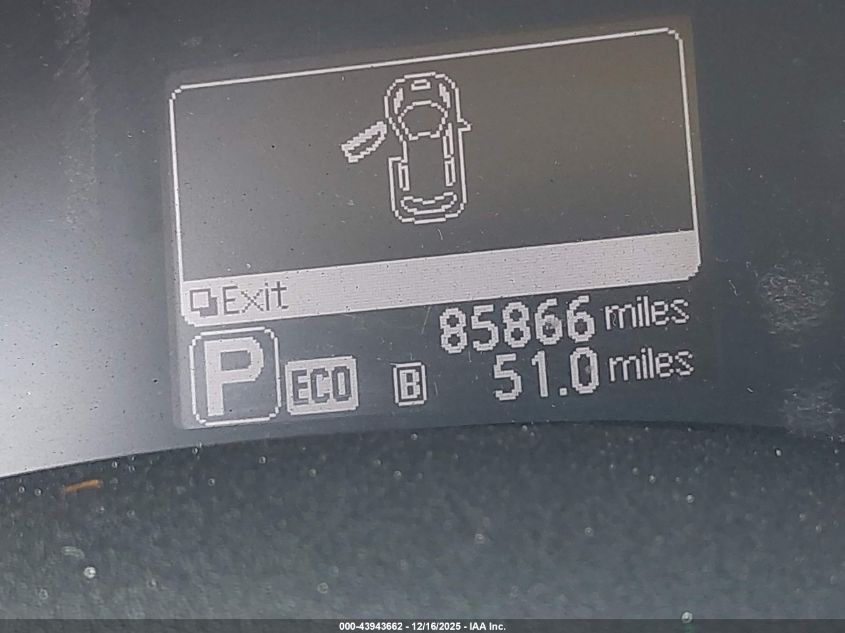 Exit
85866 miles
P ECO B 51.0 miles
000-43943662 - 12/16/2025 - IAA Inc.